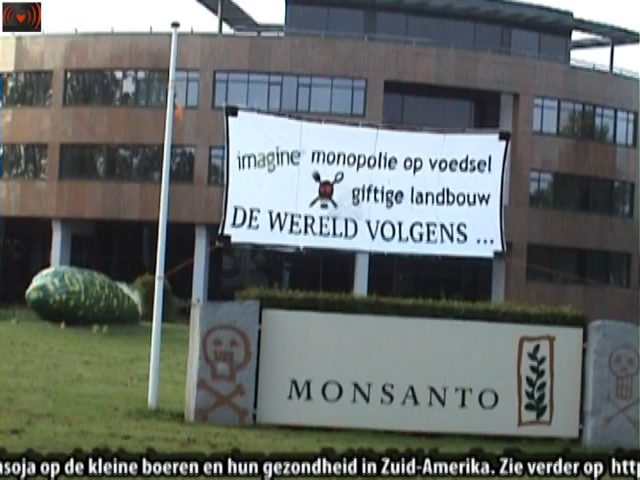 imagine monopolie op voedsel
giftige landbouw
DE WERELD VOLGENS ...
MONSANTO
op de kleine boeren en hun gezondheid in Zuid-Amerika. Zie verder op